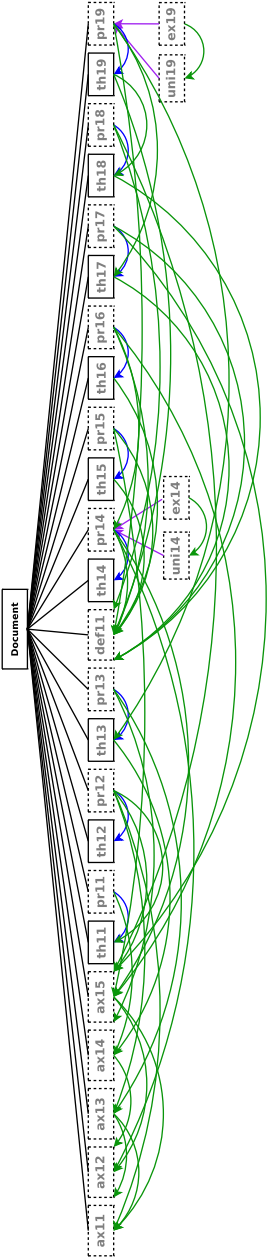 pr19
ex19
th19
uni19
pr18
th18
pr17
th17
pr16
th16
pr15
th15
ex14
pr14
uni14
th14
Document
def11
pr13
th13
pr12
th12
pr11
th11
ax15
ax14
ax13
ax12
ax11